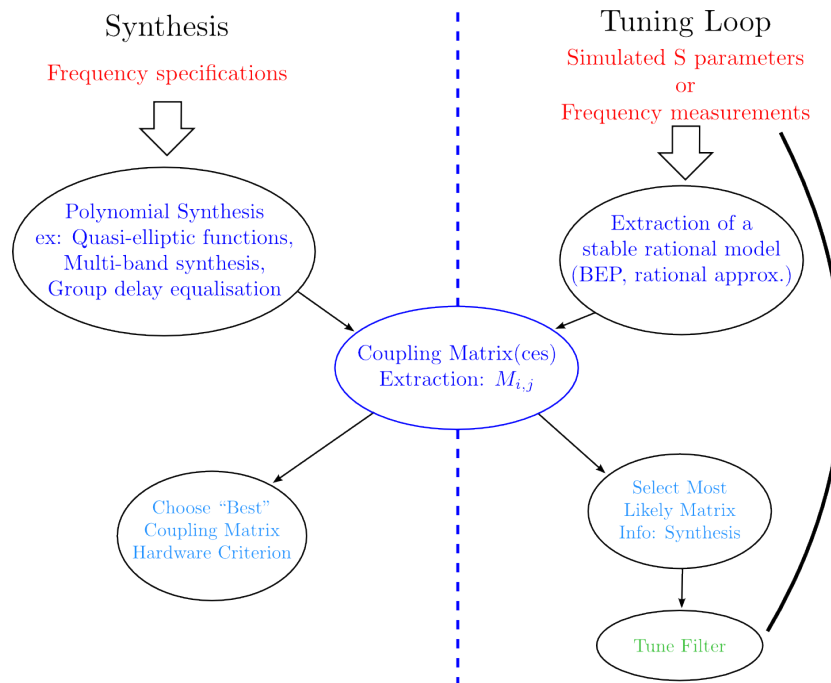 Synthesis
Frequency specifications
Polynomial Synthesis
ex: Quasi-elliptic functions,
Multi-band synthesis,
Group delay equalisation
Tuning Loop
Simulated S parameters
or
Frequency measurements
Extraction of a
stable rational model
(BEP, rational approx.)
Coupling Matrix(ces)
Extraction: M_{i,j}
Choose “Best”
Coupling Matrix
Hardware Criterion
Select Most
Likely Matrix
Info: Synthesis
Tune Filter